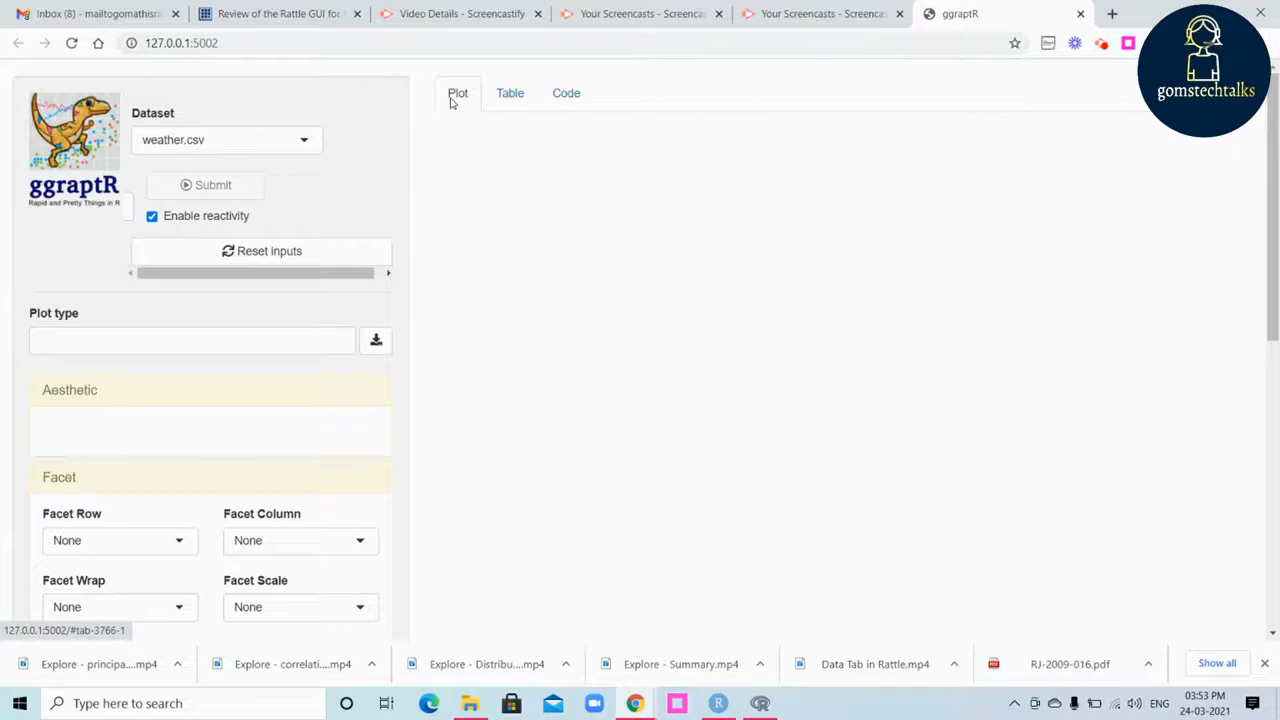 Inbox (8) - mailtogomathisn
Review of the Rattle GUI for
Video Details - Screencastify
Your Screencasts - Screencas
Your Screencasts - Screencas
ggraptR
127.0.0.1:5002
gomstechtalks
Plot
Table
Code
ggraptR
Rapid and Pretty Things in R
Dataset
weather.csv
Submit
Enable reactivity
Reset inputs
Plot type
Aesthetic
Facet
Facet Row
Facet Column
None
None
Facet Wrap
Facet Scale
None
None
127.0.0.1:5002/#tab-3766-1
Explore - principa....mp4
Explore - correlati....mp4
Explore - Distribu....mp4
Explore - Summary.mp4
Data Tab in Rattle.mp4
RJ-2009-016.pdf
Show all
Type here to search
ENG
03:53 PM
24-03-2021